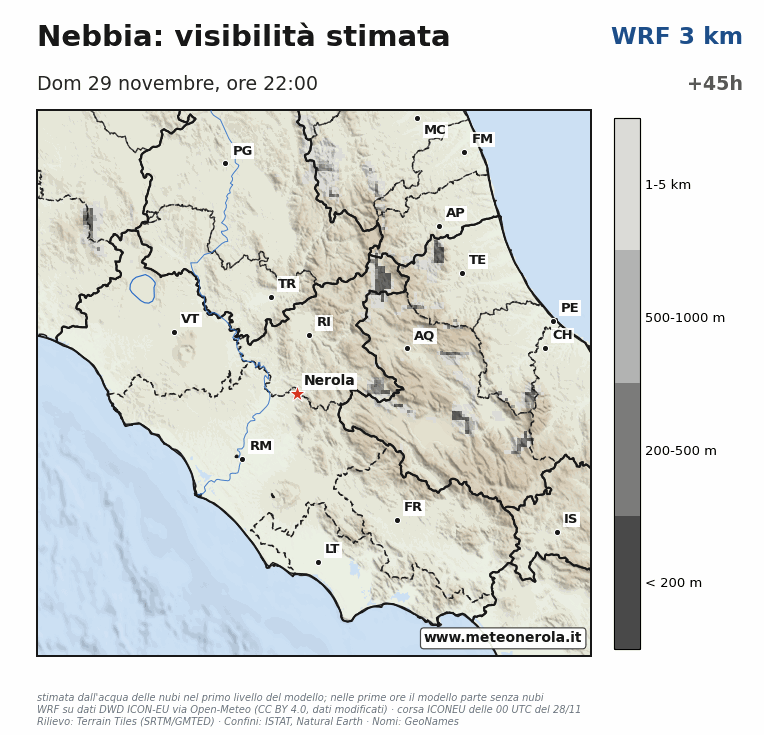 Nebbia: visibilità stimata
WRF 3 km
Dom 29 novembre, ore 22:00
+45h
MC
FM
PG
AP
TE
TR
PE
VT
RI
AQ
CH
Nerola
RM
FR
IS
LT
www.meteonerola.it
1-5 km
500-1000 m
200-500 m
< 200 m
stimata dall'acqua delle nubi nel primo livello del modello; nelle prime ore il modello parte senza nubi
WRF su dati DWD ICON-EU via Open-Meteo (CC BY 4.0, dati modificati) · corsa ICONEU delle 00 UTC del 28/11
Rilievo: Terrain Tiles (SRTM/GMTED) · Confini: ISTAT, Natural Earth · Nomi: GeoNames